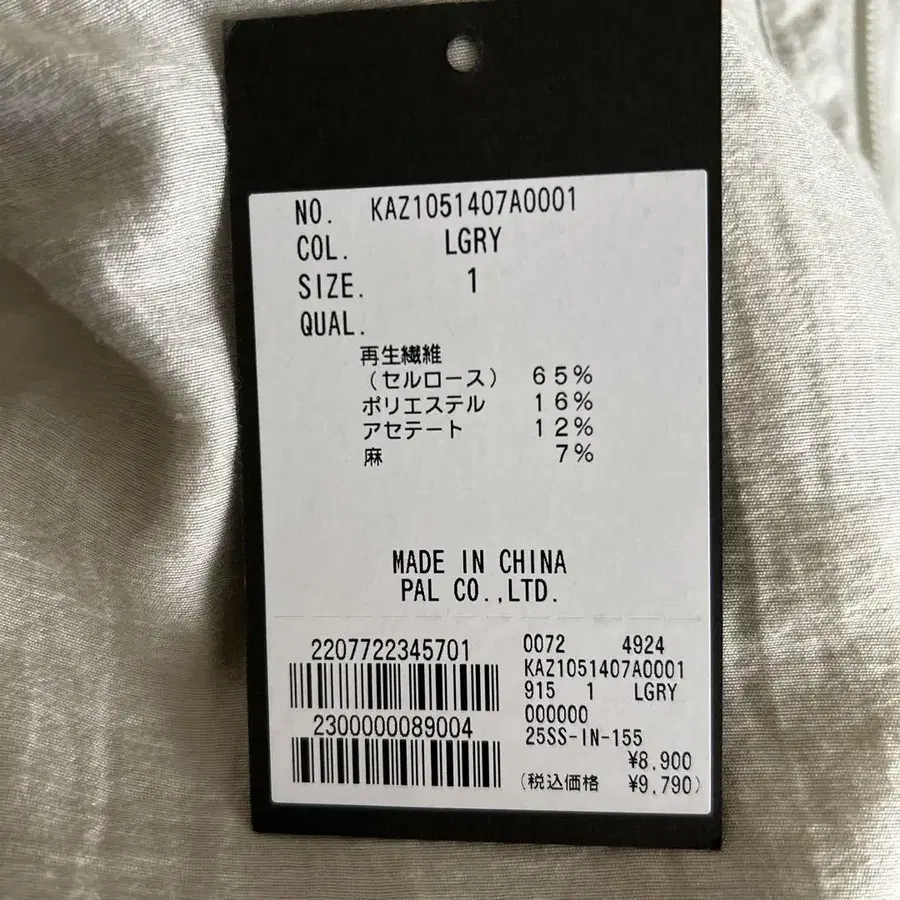 NO. KAZ1051407A0001
COL. LGRY
SIZE. 1
QUAL.
再生繊維
(セルロース) 65%
ポリエステル 16%
アセテート 12%
麻 7%
MADE IN CHINA
PAL CO.,LTD.
2207722345701
2300000089004
0072 4924
KAZ1051407A0001
915 1 LGRY
000000
25SS-IN-155
¥8,900
(税込価格 ¥9,790)